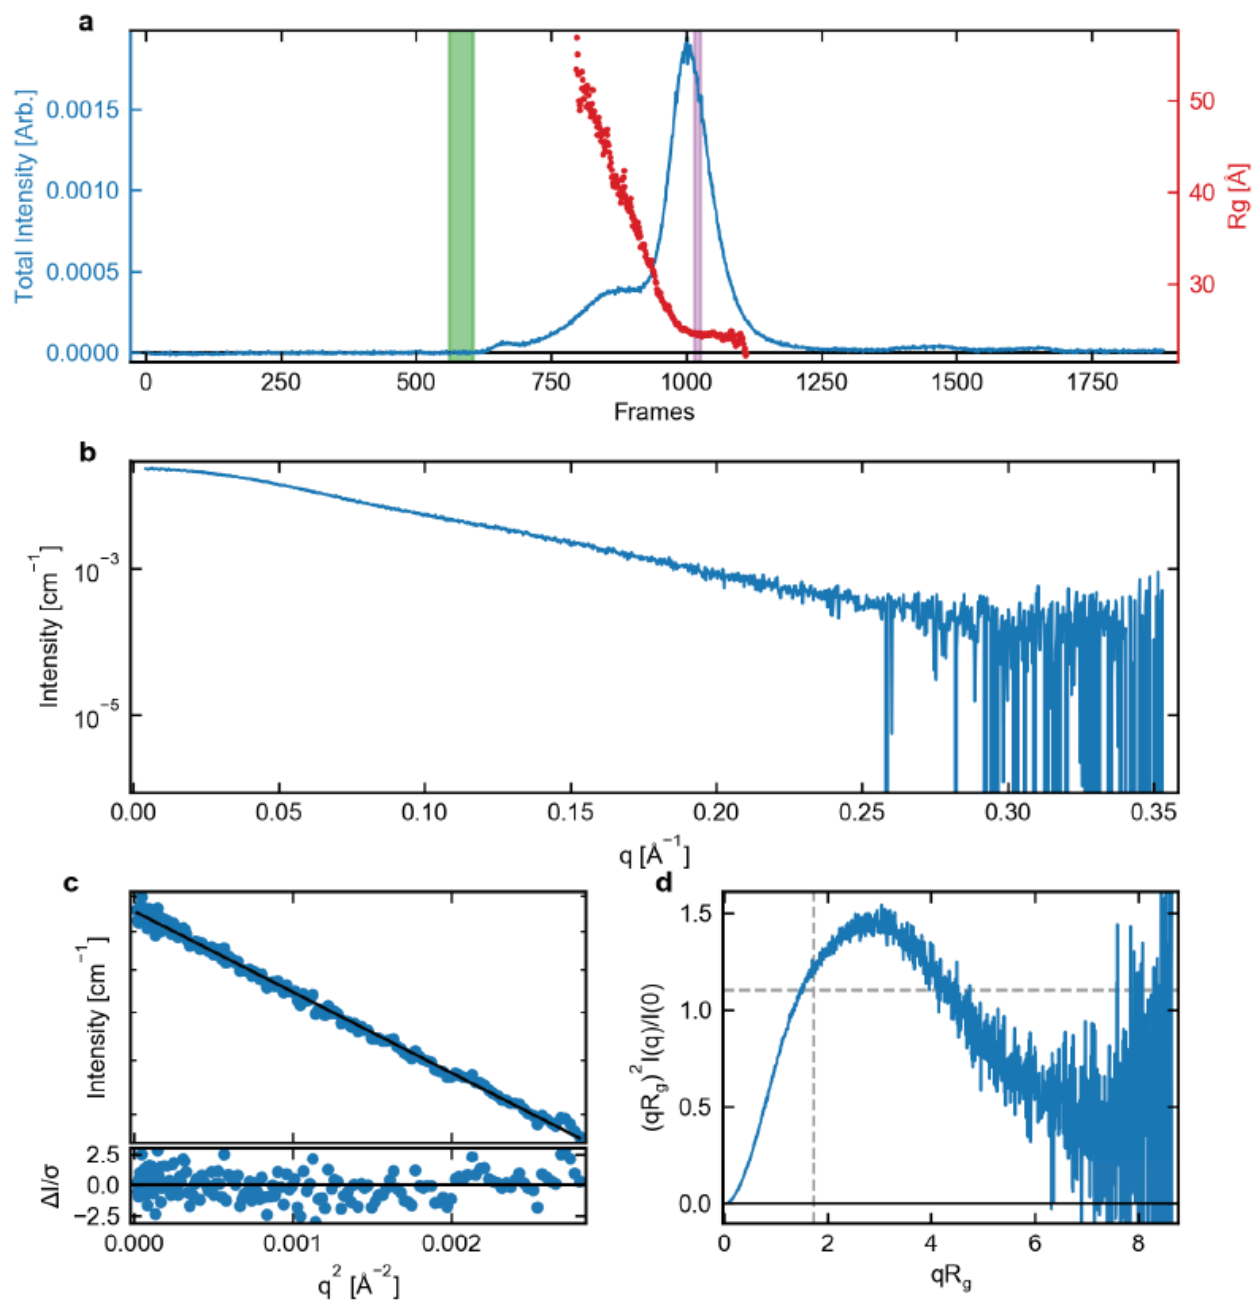 a
Total Intensity [Arb.]
0.0015
0.0010
0.0005
0.0000
50
40
30
Rg [Å]
0 250 500 750 1000 1250 1500 1750
Frames
b
Intensity [cm⁻¹]
10⁻³
10⁻⁵
0.00 0.05 0.10 0.15 0.20 0.25 0.30 0.35
q [Å⁻¹]
c
Intensity [cm⁻¹]
ΔI/σ
2.5
0.0
−2.5
0.000 0.001 0.002
q² [Å⁻²]
d
(qRg)² I(q)/I(0)
1.5
1.0
0.5
0.0
0 2 4 6 8
qRg